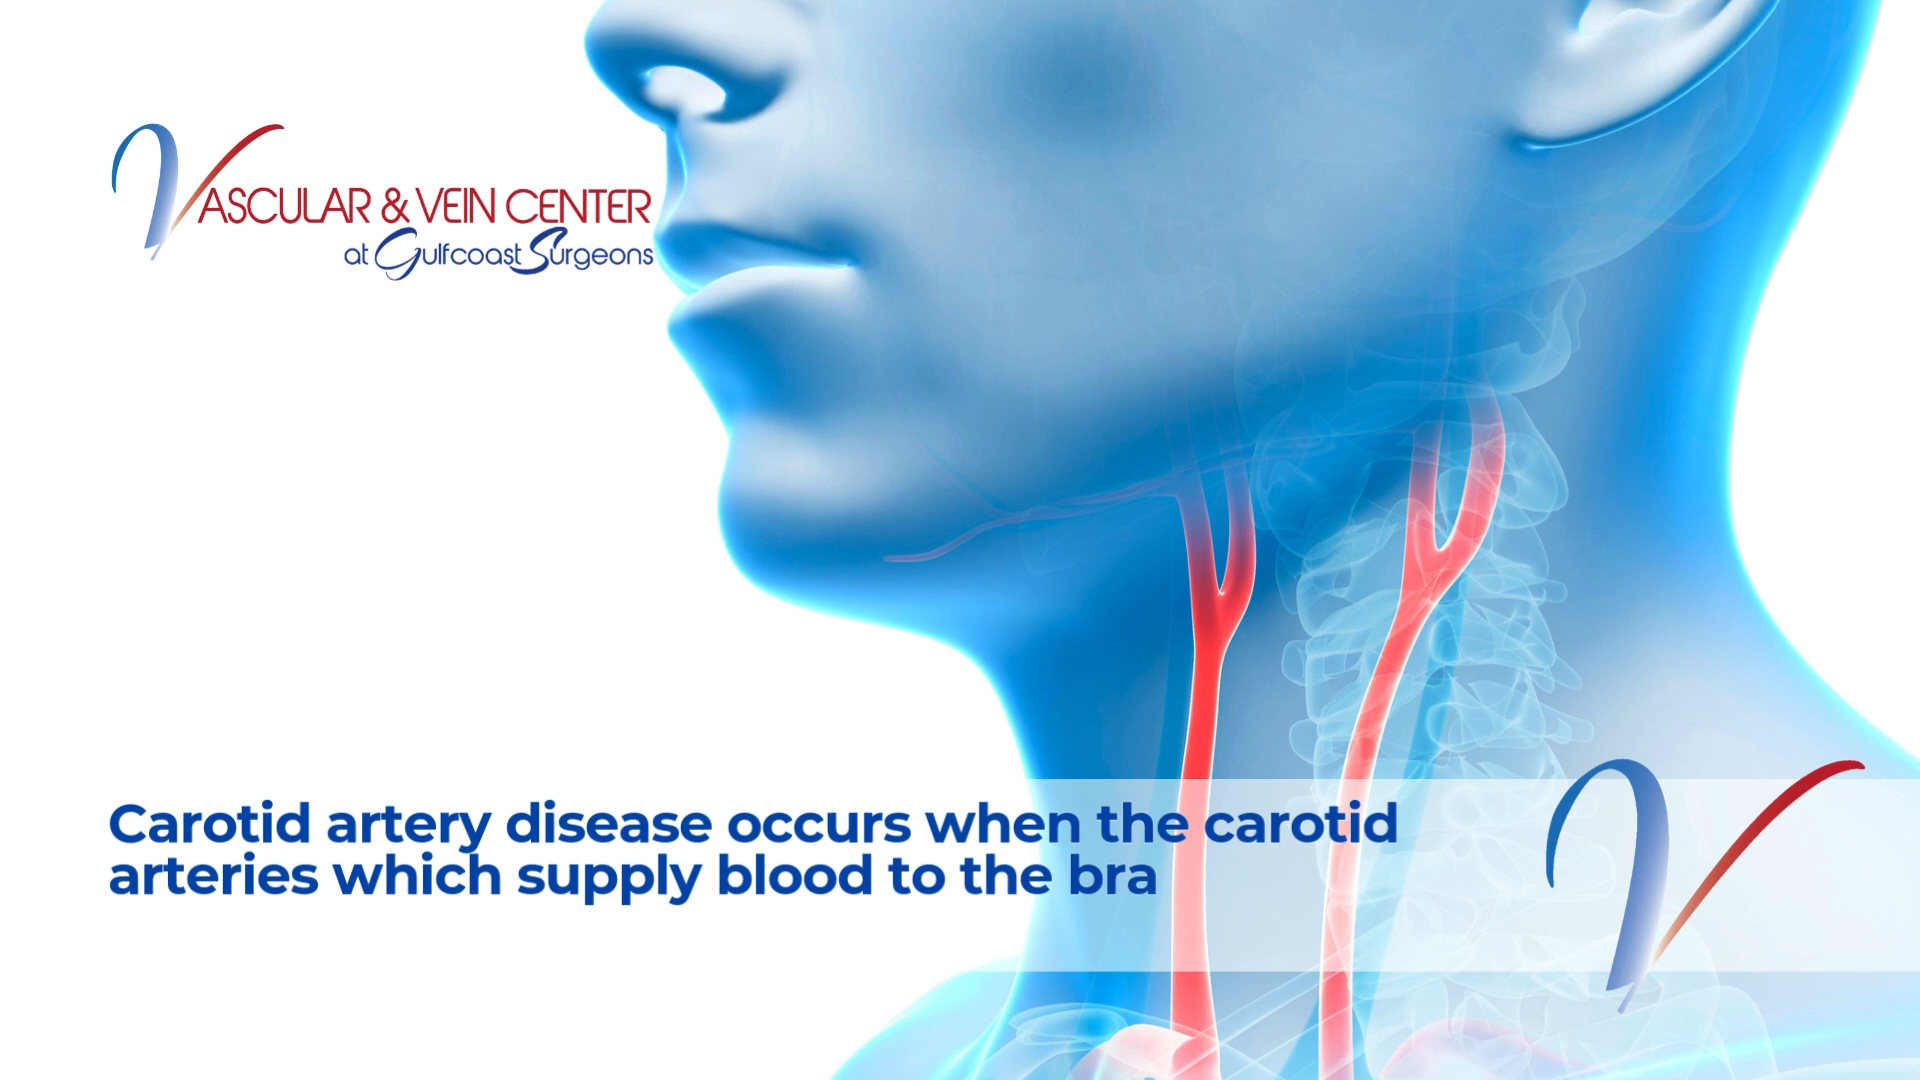 VASCULAR & VEIN CENTER
at Gulfcoast Surgeons
Carotid artery disease occurs when the carotid
arteries which supply blood to the bra
V